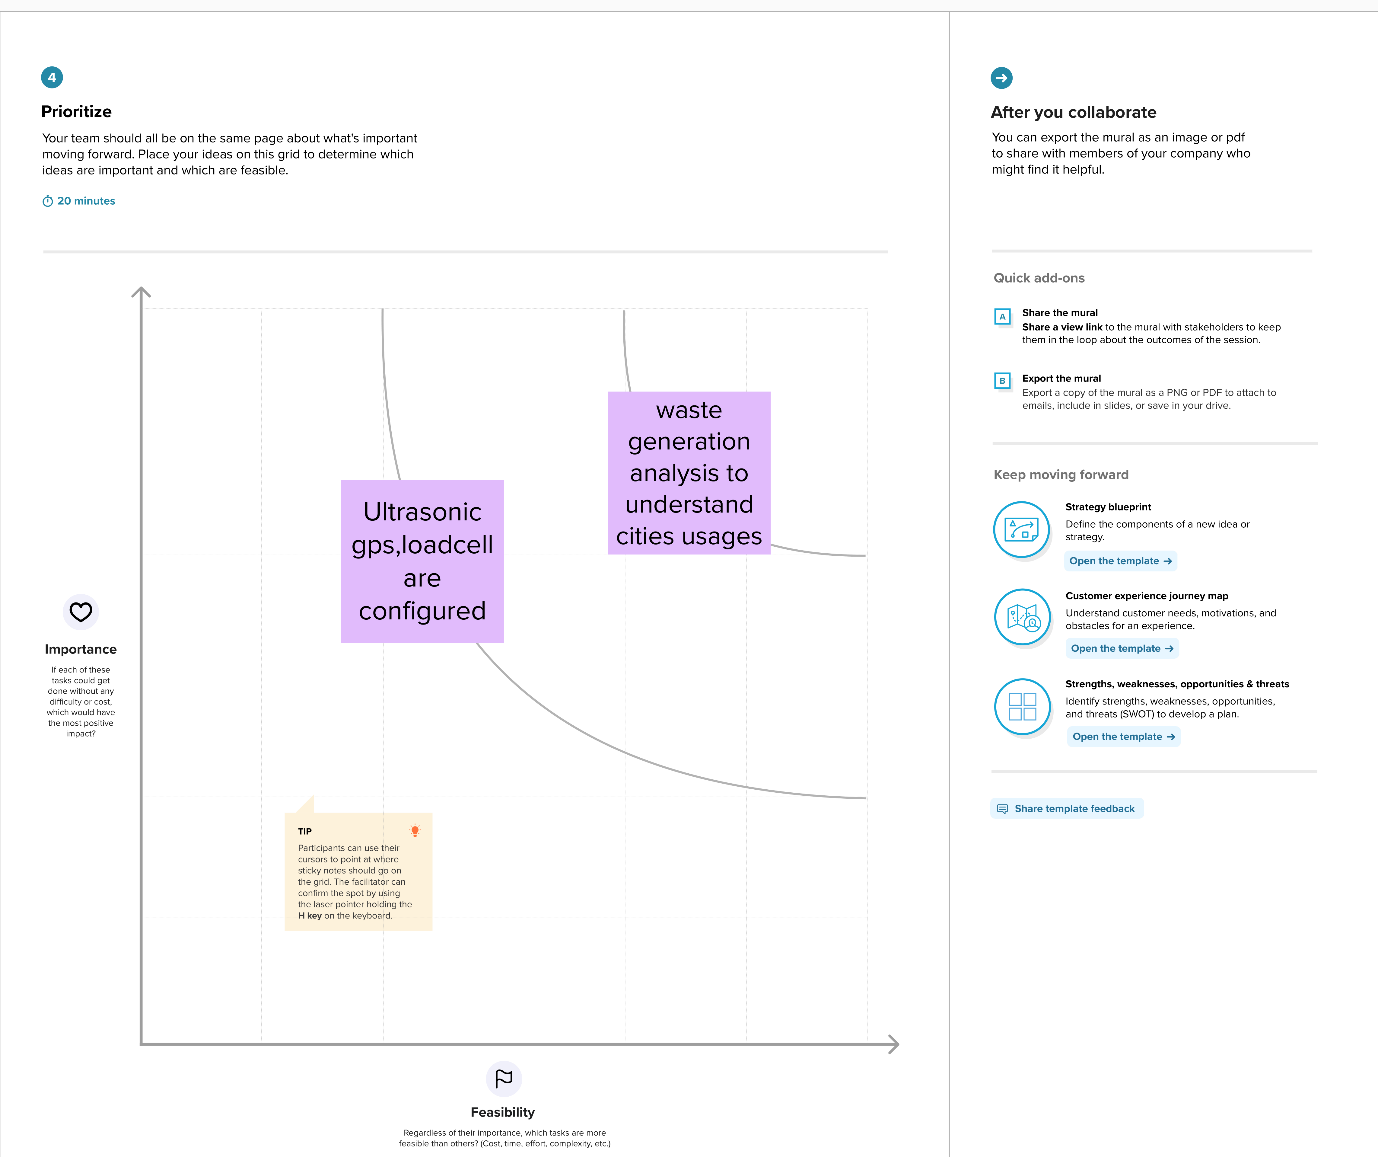 4
Prioritize
Your team should all be on the same page about what's important
moving forward. Place your ideas on this grid to determine which
ideas are important and which are feasible.
20 minutes
Importance
If each of these
tasks could get
done without any
difficulty or cost,
which would have
the most positive
impact?
Ultrasonic
gps,loadcell
are
configured
waste
generation
analysis to
understand
cities usages
TIP
Participants can use their
cursors to point at where
sticky notes should go on
the grid. The facilitator can
confirm the spot by using
the laser pointer holding the
H key on the keyboard.
Feasibility
Regardless of their importance, which tasks are more
feasible than others? (Cost, time, effort, complexity, etc.)
After you collaborate
You can export the mural as an image or pdf
to share with members of your company who
might find it helpful.
Quick add-ons
A
Share the mural
Share a view link to the mural with stakeholders to keep
them in the loop about the outcomes of the session.
B
Export the mural
Export a copy of the mural as a PNG or PDF to attach to
emails, include in slides, or save in your drive.
Keep moving forward
Strategy blueprint
Define the components of a new idea or
strategy.
Open the template →
Customer experience journey map
Understand customer needs, motivations, and
obstacles for an experience.
Open the template →
Strengths, weaknesses, opportunities & threats
Identify strengths, weaknesses, opportunities,
and threats (SWOT) to develop a plan.
Open the template →
Share template feedback